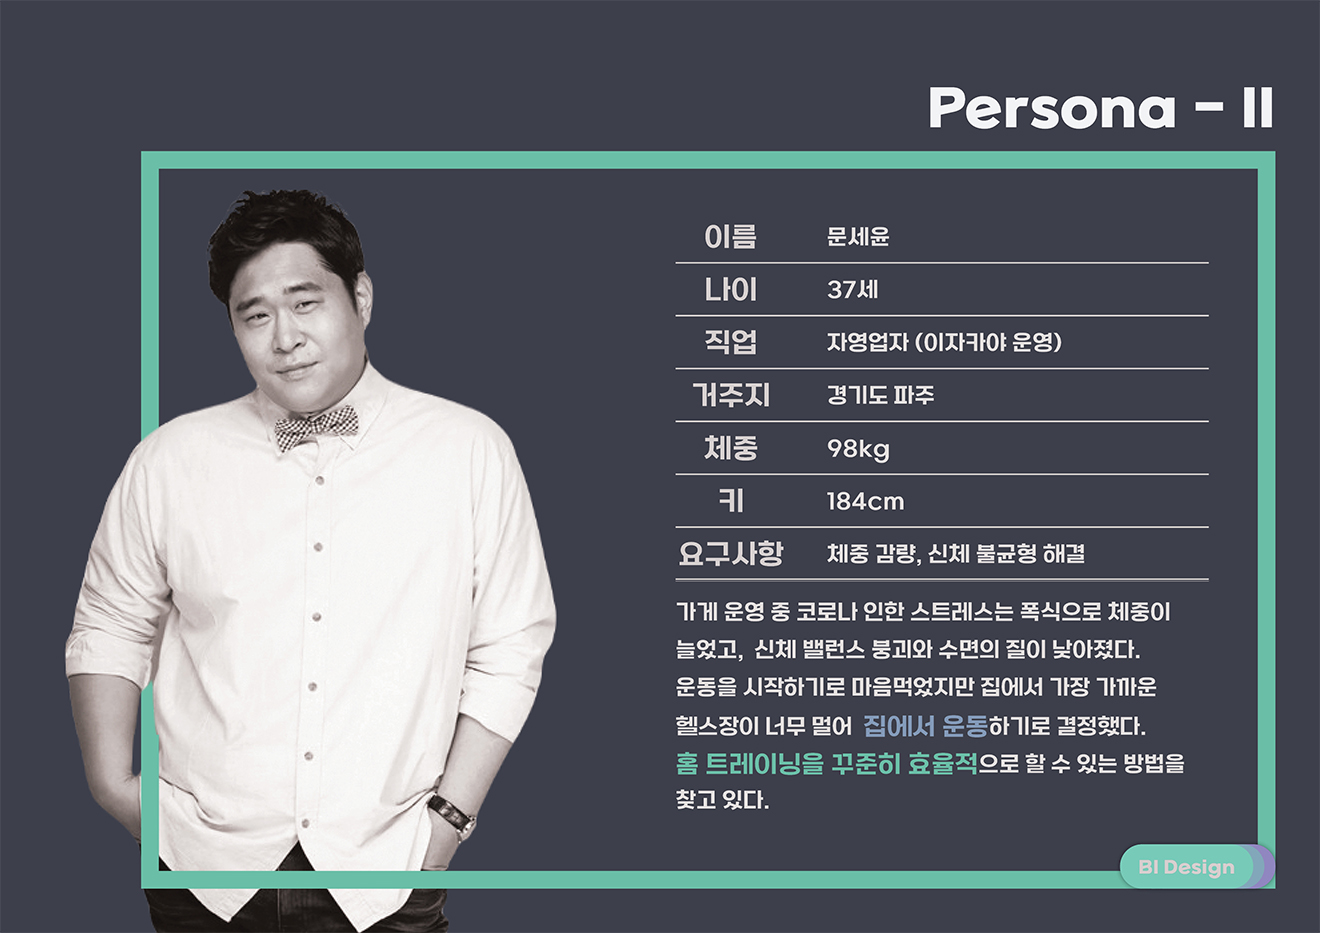 Persona - II
이름 문세윤
나이 37세
직업 자영업자 (이자카야 운영)
거주지 경기도 파주
체중 98kg
키 184cm
요구사항 체중 감량, 신체 불균형 해결
가게 운영 중 코로나 인한 스트레스는 폭식으로 체중이
늘었고, 신체 밸런스 붕괴와 수면의 질이 낮아졌다.
운동을 시작하기로 마음먹었지만 집에서 가장 가까운
헬스장이 너무 멀어 집에서 운동하기로 결정했다.
홈 트레이닝을 꾸준히 효율적으로 할 수 있는 방법을
찾고 있다.
BI Design